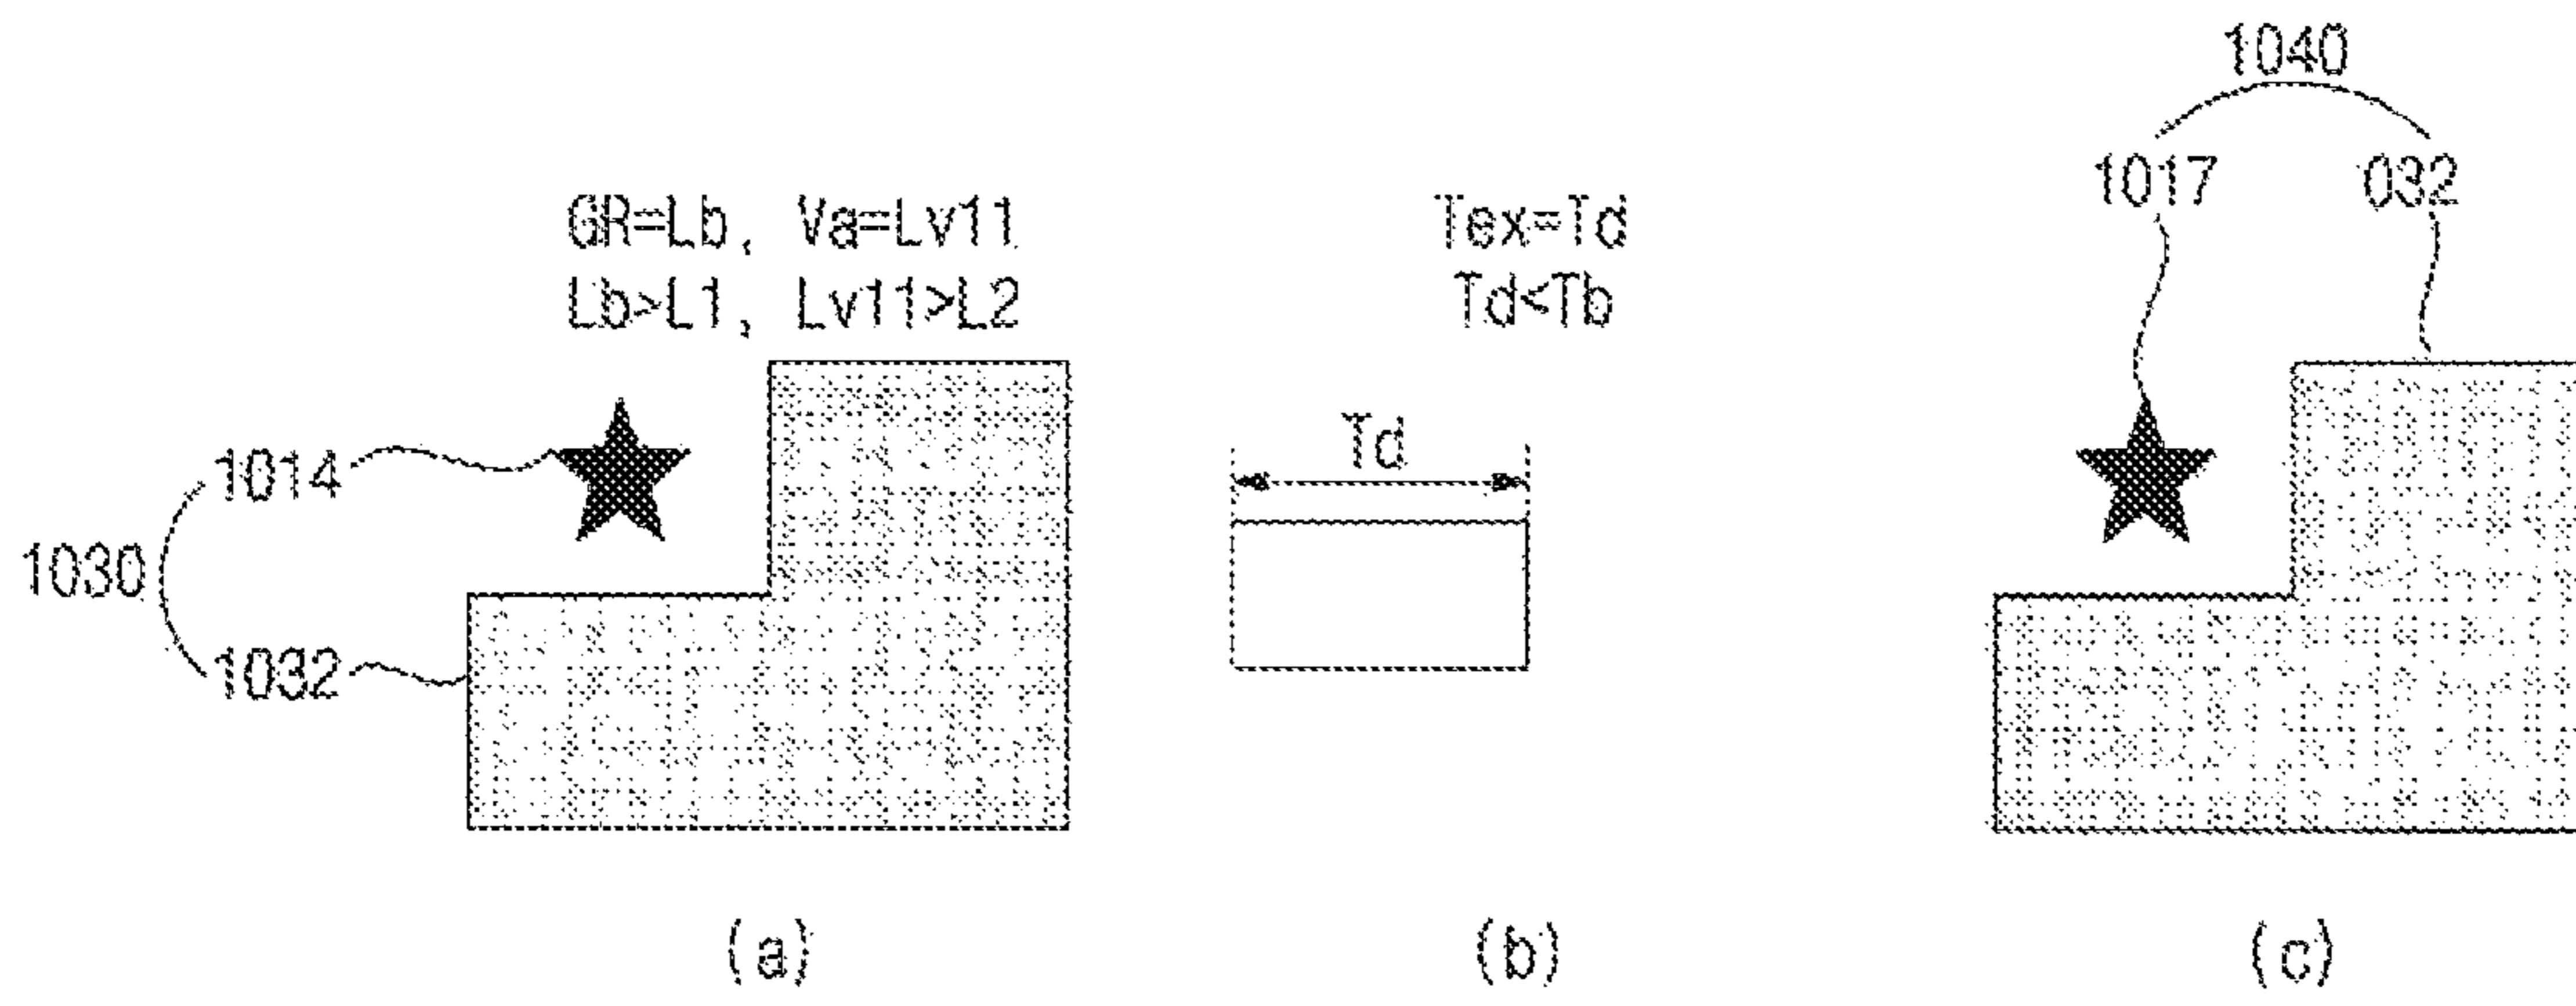 1040
1017 032
GR=Lb, Va=Lv11
Lb>L1, Lv11>L2
Tex=Td
Td<Tb
Td
1014
1030
1032
(a) (b) (c)